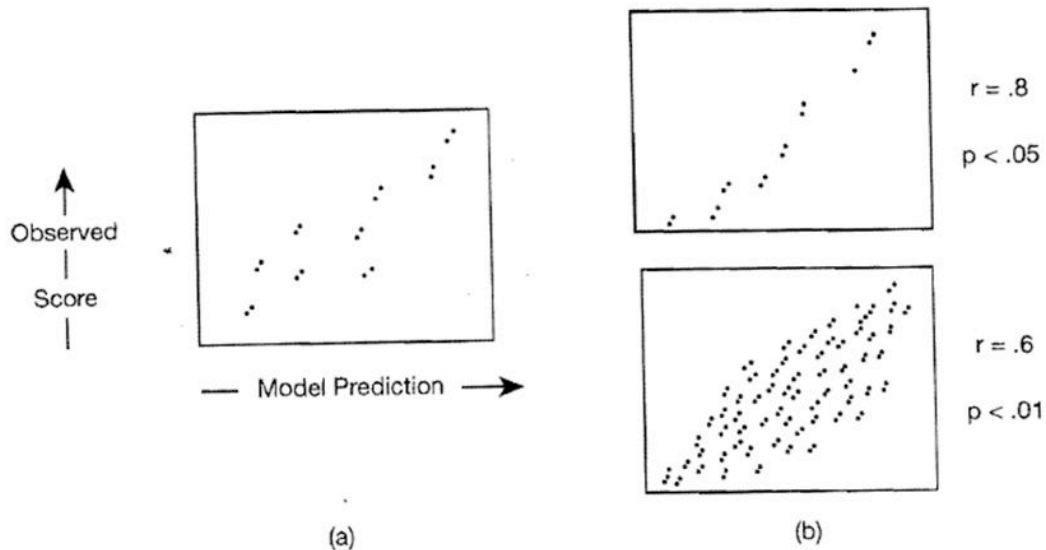 Observed
Score
Model Prediction
(a)
r = .8
p < .05
r = .6
p < .01
(b)